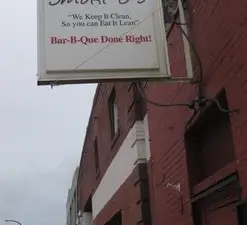 "We Keep It Clean,
So you can Eat It Lean"
Bar-B-Que Done Right!